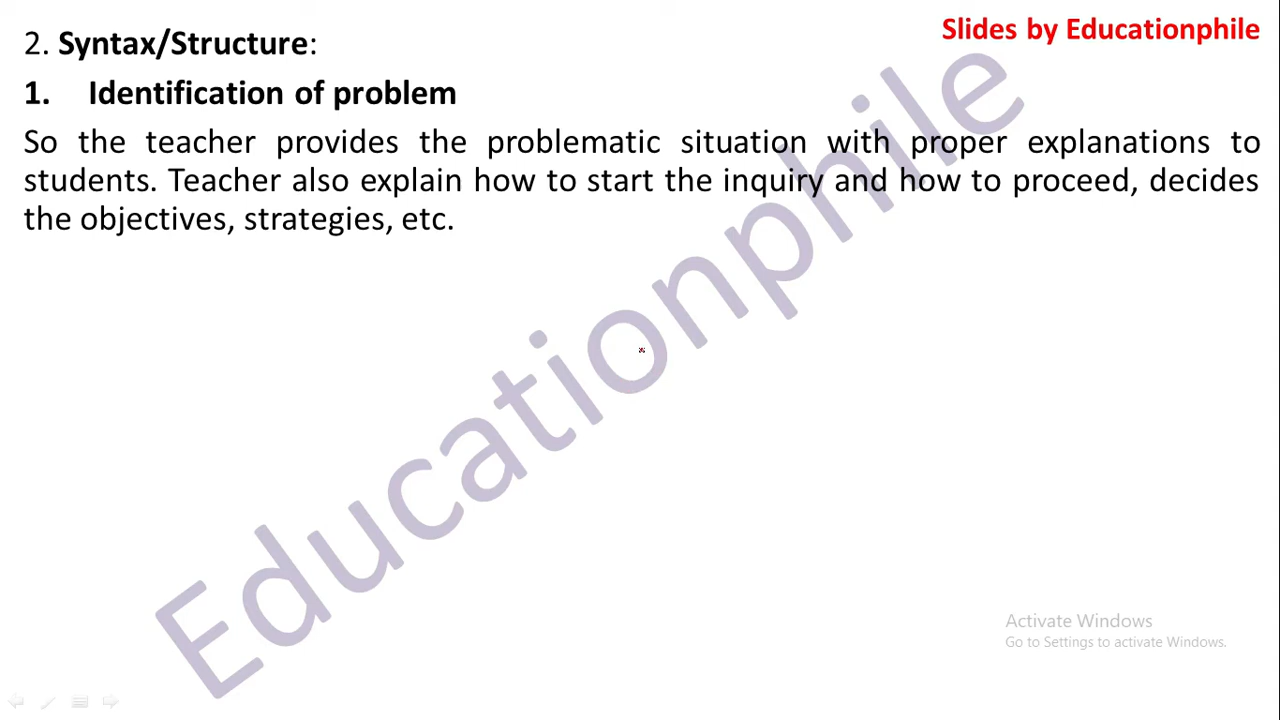 Slides by Educationphile
2. Syntax/Structure:
1. Identification of problem
So the teacher provides the problematic situation with proper explanations to
students. Teacher also explain how to start the inquiry and how to proceed, decides
the objectives, strategies, etc.
Educationphile
Activate Windows
Go to Settings to activate Windows.